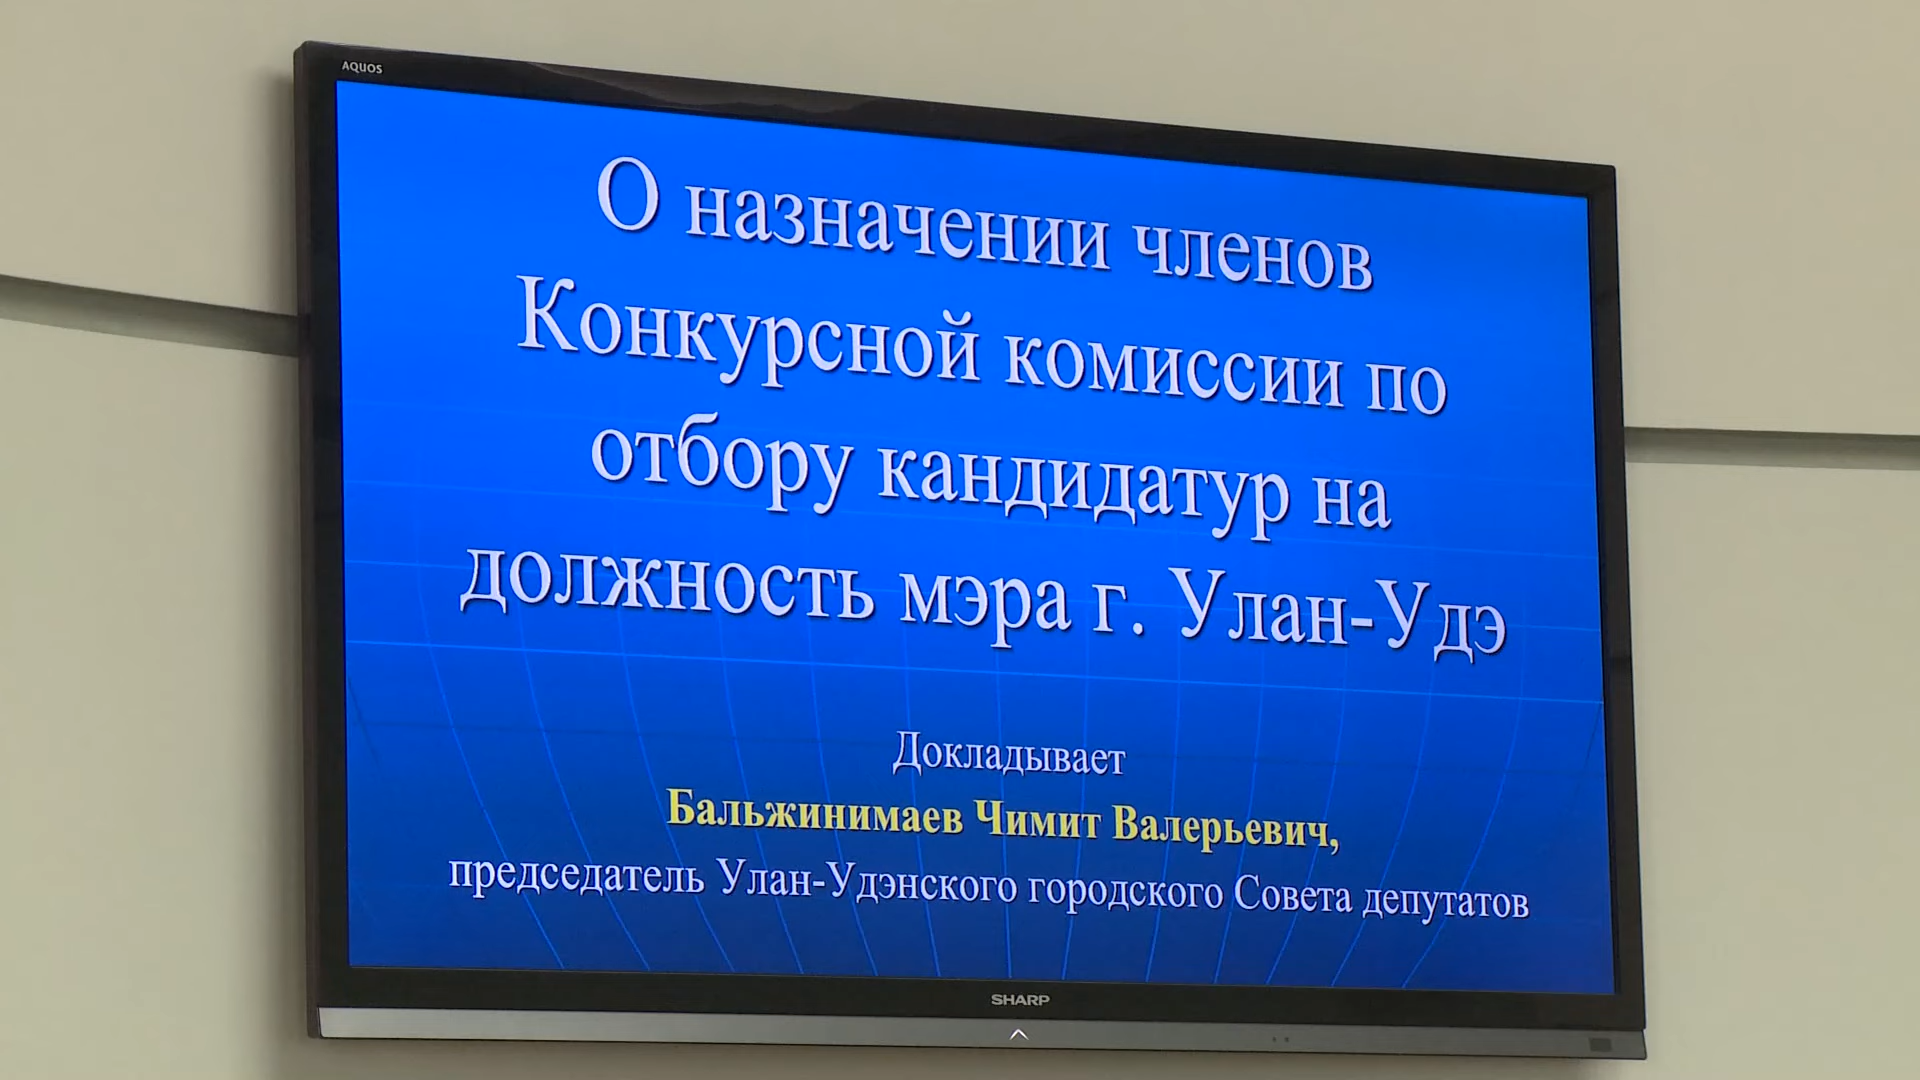 AQUOS
О назначении членов
Конкурсной комиссии по
отбору кандидатур на
должность мэра г. Улан-Удэ
Докладывает
Бальжинимаев Чимит Валерьевич,
председатель Улан-Удэнского городского Совета депутатов
SHARP